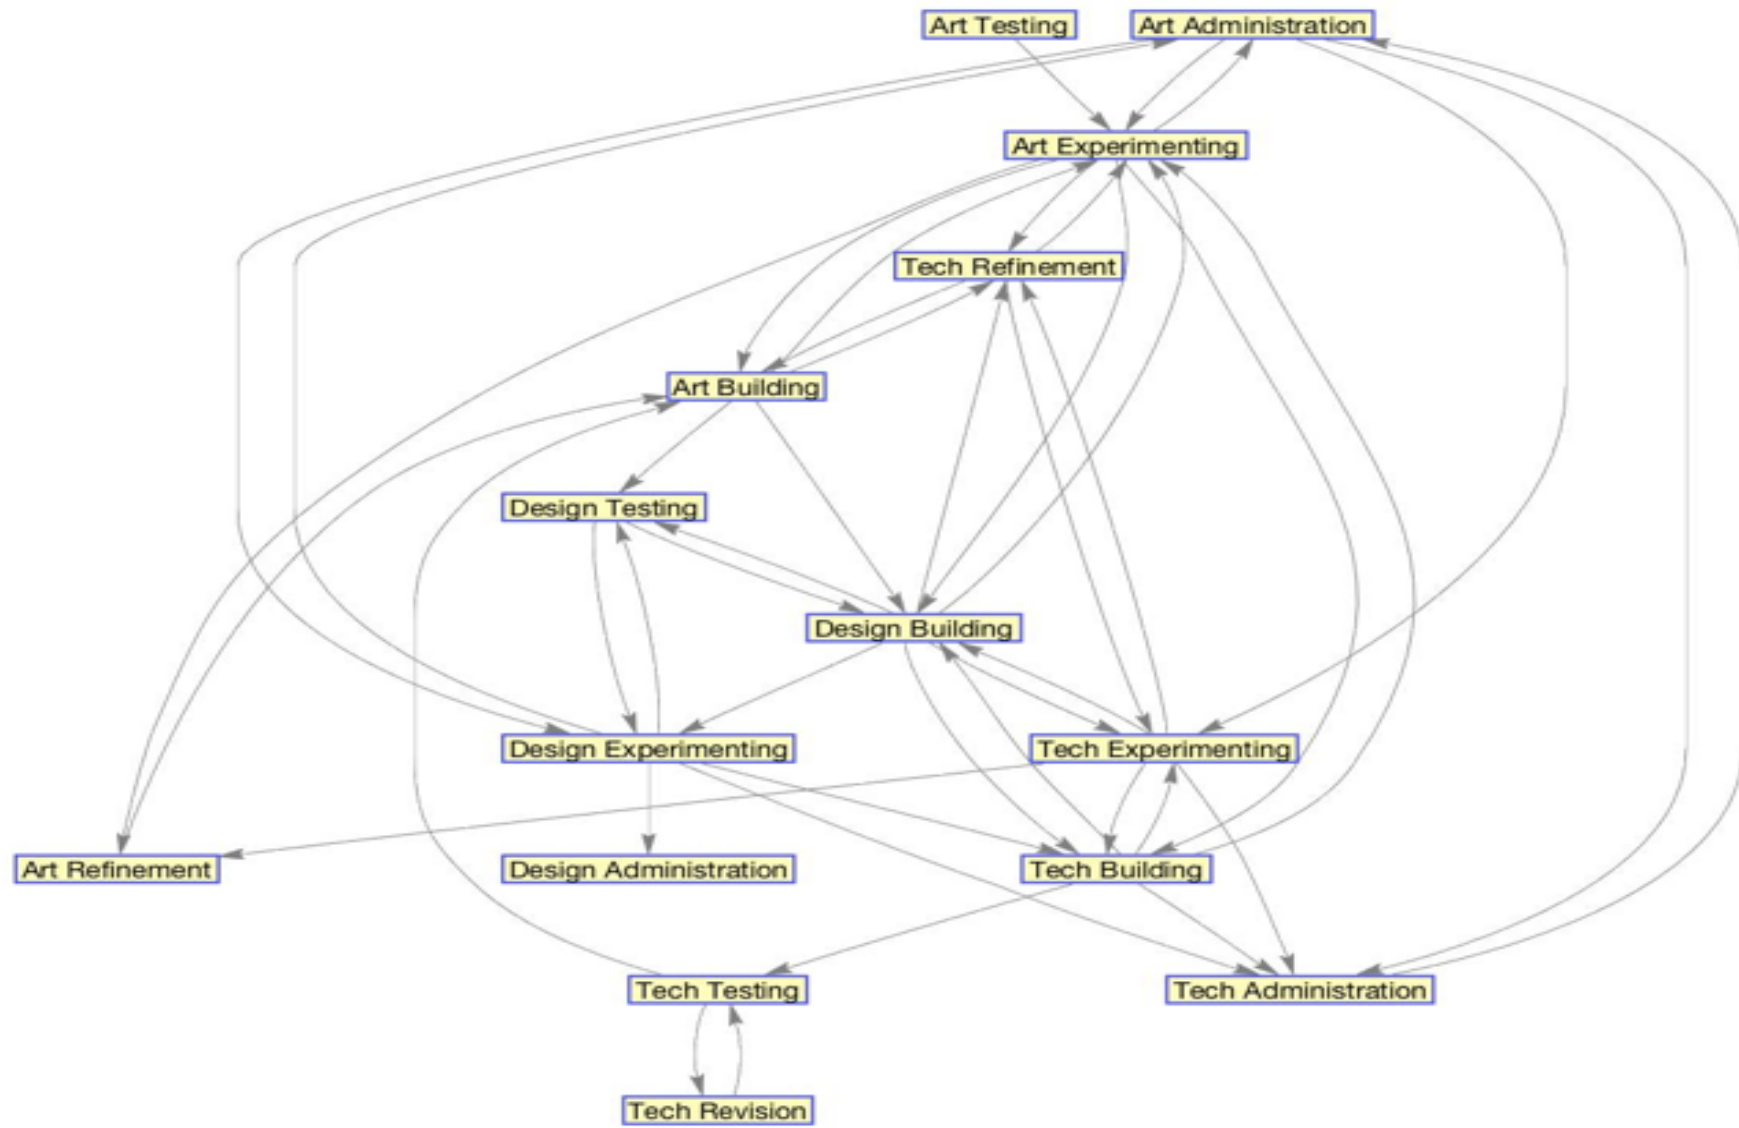 Art Testing
Art Administration
Art Experimenting
Tech Refinement
Art Building
Design Testing
Design Building
Design Experimenting
Tech Experimenting
Art Refinement
Design Administration
Tech Building
Tech Testing
Tech Administration
Tech Revision